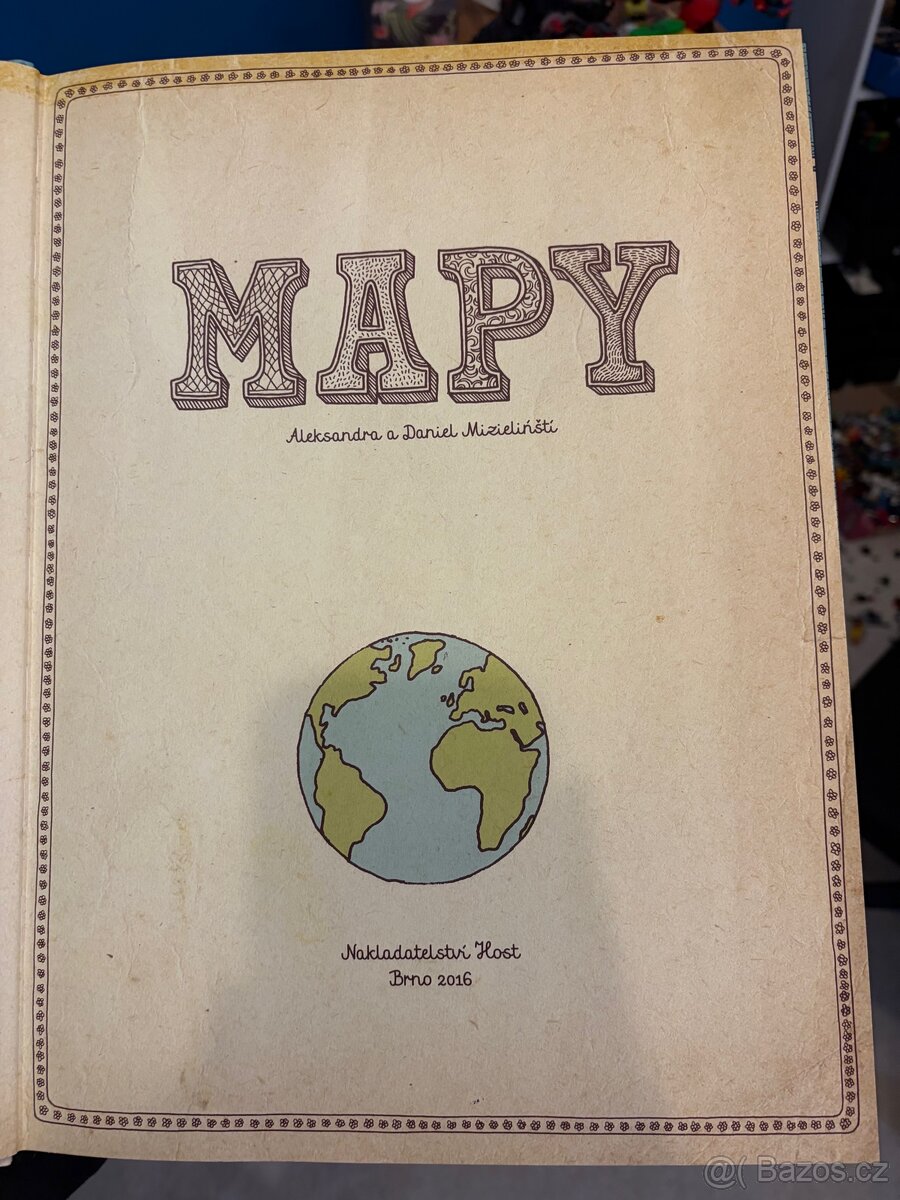 MAPY
Aleksandra a Daniel Mizielińští
Nakladatelství Host
Brno 2016
@( Bazos.cz